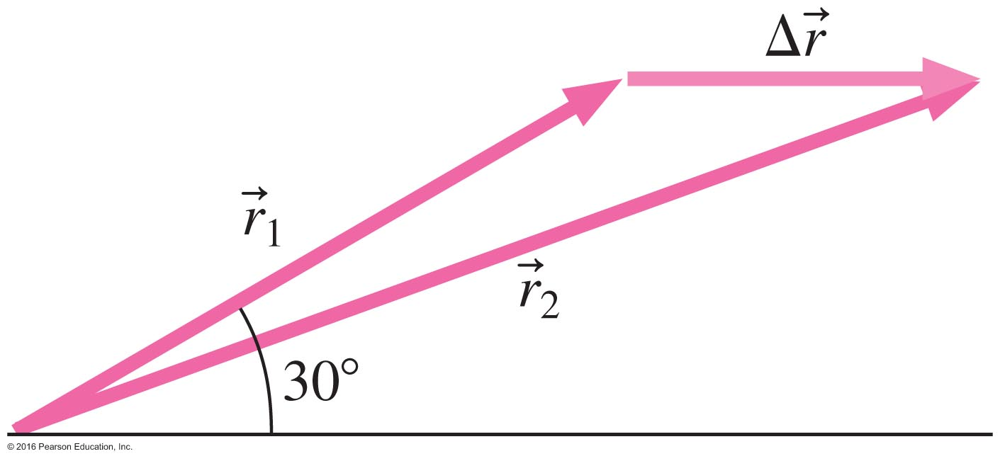 Δr⃗
r⃗₁
r⃗₂
30°
© 2016 Pearson Education, Inc.